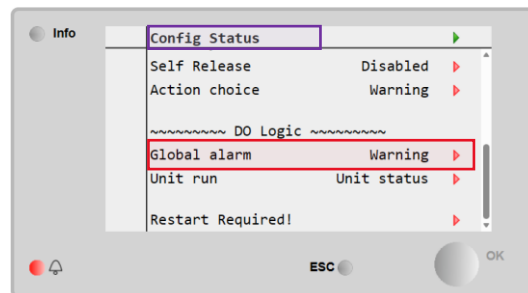 Info
Config Status
Self Release Disabled
Action choice Warning
~~~~~~~~~ DO Logic ~~~~~~~~~
Global alarm Warning
Unit run Unit status
Restart Required!
ESC
OK